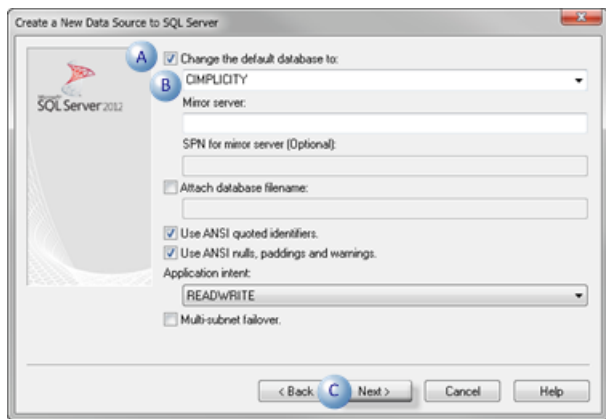 Create a New Data Source to SQL Server
A
Change the default database to:
B
CIMPLICITY
Microsoft
SQL Server 2012
Mirror server:
SPN for mirror server (Optional):
Attach database filename:
Use ANSI quoted identifiers.
Use ANSI nulls, paddings and warnings.
Application intent:
READWRITE
Multi-subnet failover.
< Back
C
Next >
Cancel
Help